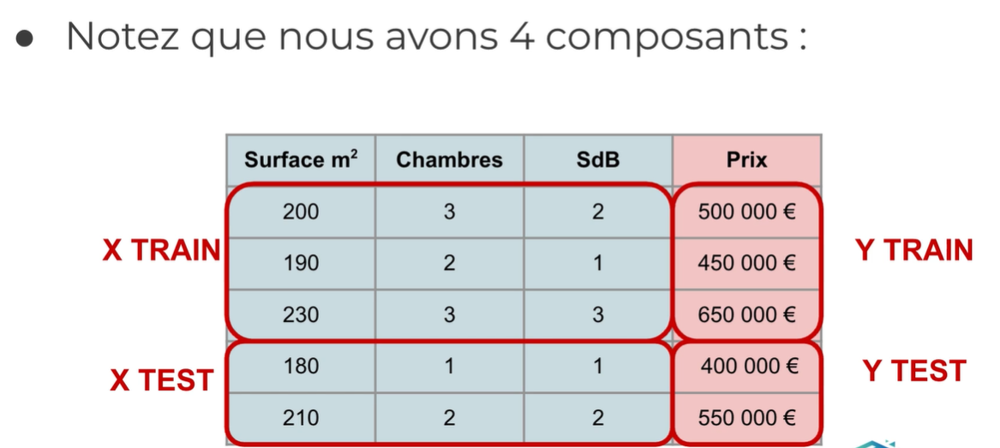 ● Notez que nous avons 4 composants :
Surface m² Chambres SdB Prix
200 3 2 500 000 €
X TRAIN 190 2 1 450 000 € Y TRAIN
230 3 3 650 000 €
X TEST 180 1 1 400 000 € Y TEST
210 2 2 550 000 €